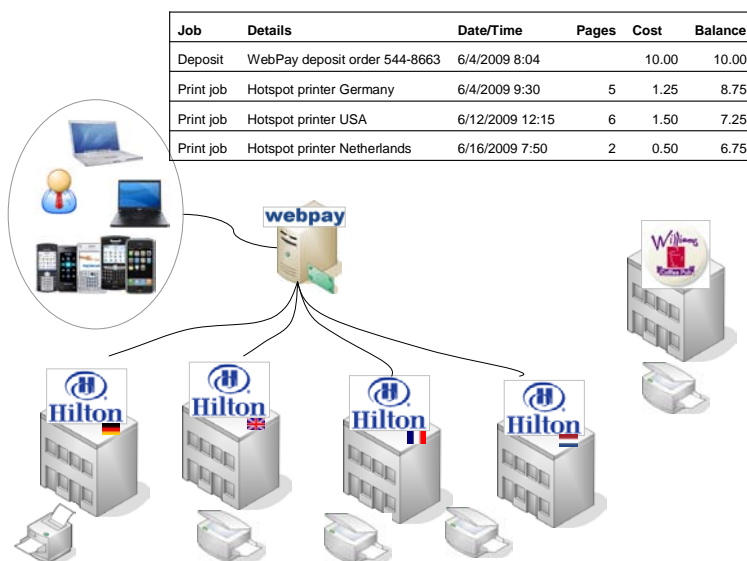 Job Details Date/Time Pages Cost Balance
Deposit WebPay deposit order 544-8663 6/4/2009 8:04 10.00 10.00
Print job Hotspot printer Germany 6/4/2009 9:30 5 1.25 8.75
Print job Hotspot printer USA 6/12/2009 12:15 6 1.50 7.25
Print job Hotspot printer Netherlands 6/16/2009 7:50 2 0.50 6.75
webpay
Williams
Coffee Pub
H
Hilton
H
Hilton
H
Hilton
H
Hilton